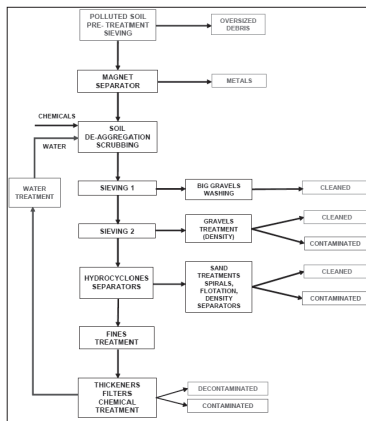 POLLUTED SOIL
PRE- TREATMENT
SIEVING
OVERSIZED
DEBRIS
MAGNET
SEPARATOR
METALS
CHEMICALS
WATER
SOIL
DE-AGGREGATION
SCRUBBING
WATER
TREATMENT
SIEVING 1
BIG GRAVELS
WASHING
CLEANED
SIEVING 2
GRAVELS
TREATMENT
(DENSITY)
CLEANED
CONTAMINATED
HYDROCYCLONES
SEPARATORS
SAND
TREATMENTS
SPIRALS,
FLOTATION,
DENSITY
SEPARATORS
CLEANED
CONTAMINATED
FINES
TREATMENT
THICKENERS
FILTERS
CHEMICAL
TREATMENT
DECONTAMINATED
CONTAMINATED